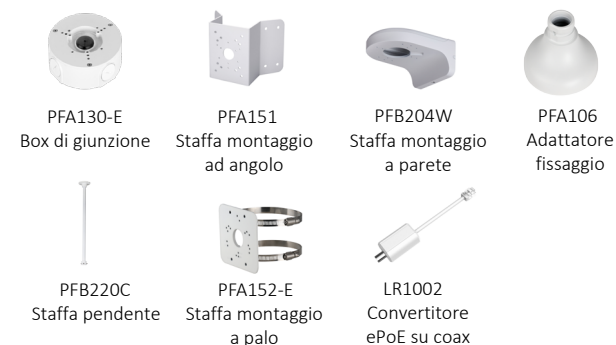 PFA130-E
Box di giunzione
PFA151
Staffa montaggio
ad angolo
PFB204W
Staffa montaggio
a parete
PFA106
Adattatore
fissaggio
PFB220C
Staffa pendente
PFA152-E
Staffa montaggio
a palo
LR1002
Convertitore
ePoE su coax